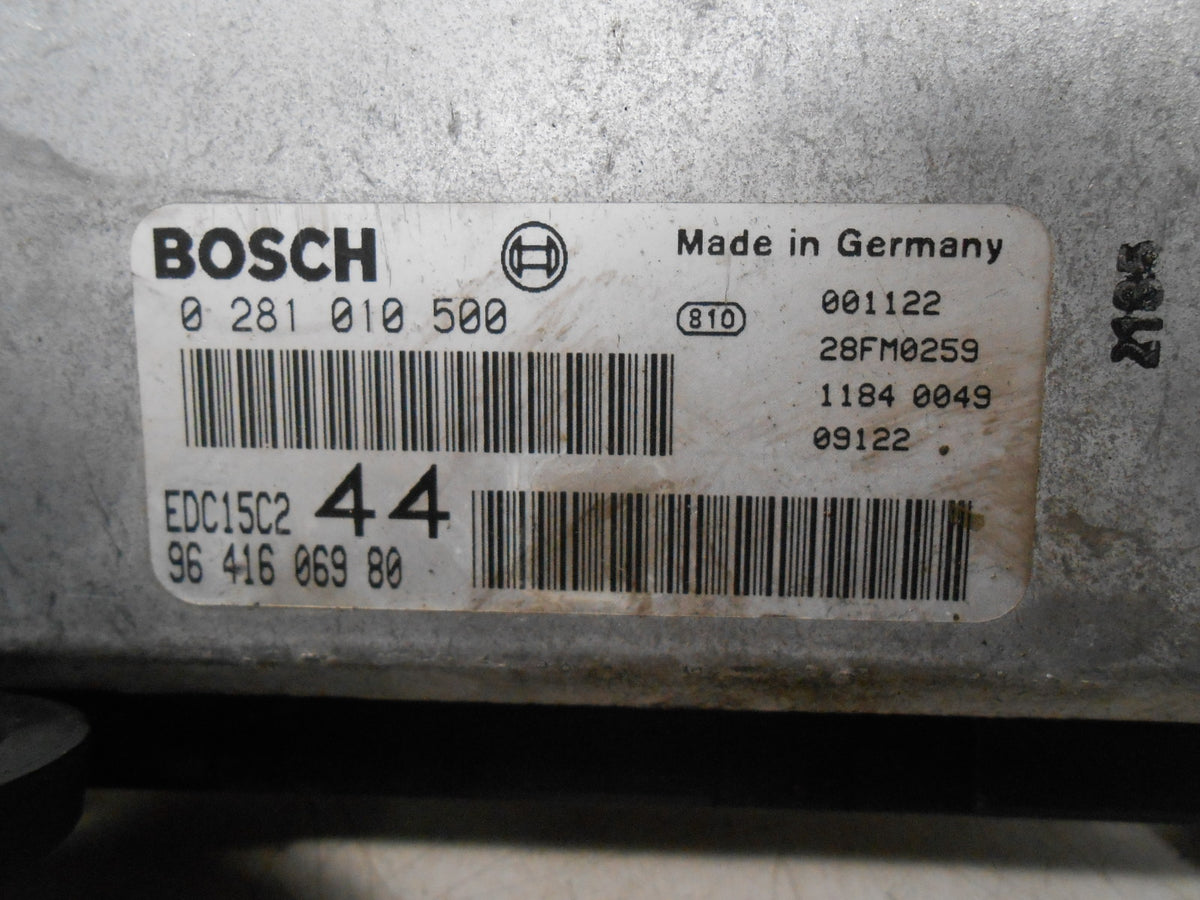 BOSCH
Made in Germany
0 281 010 500
810
001122
28FM0259
1184 0049
09122
EDC15C2 44
96 416 069 80